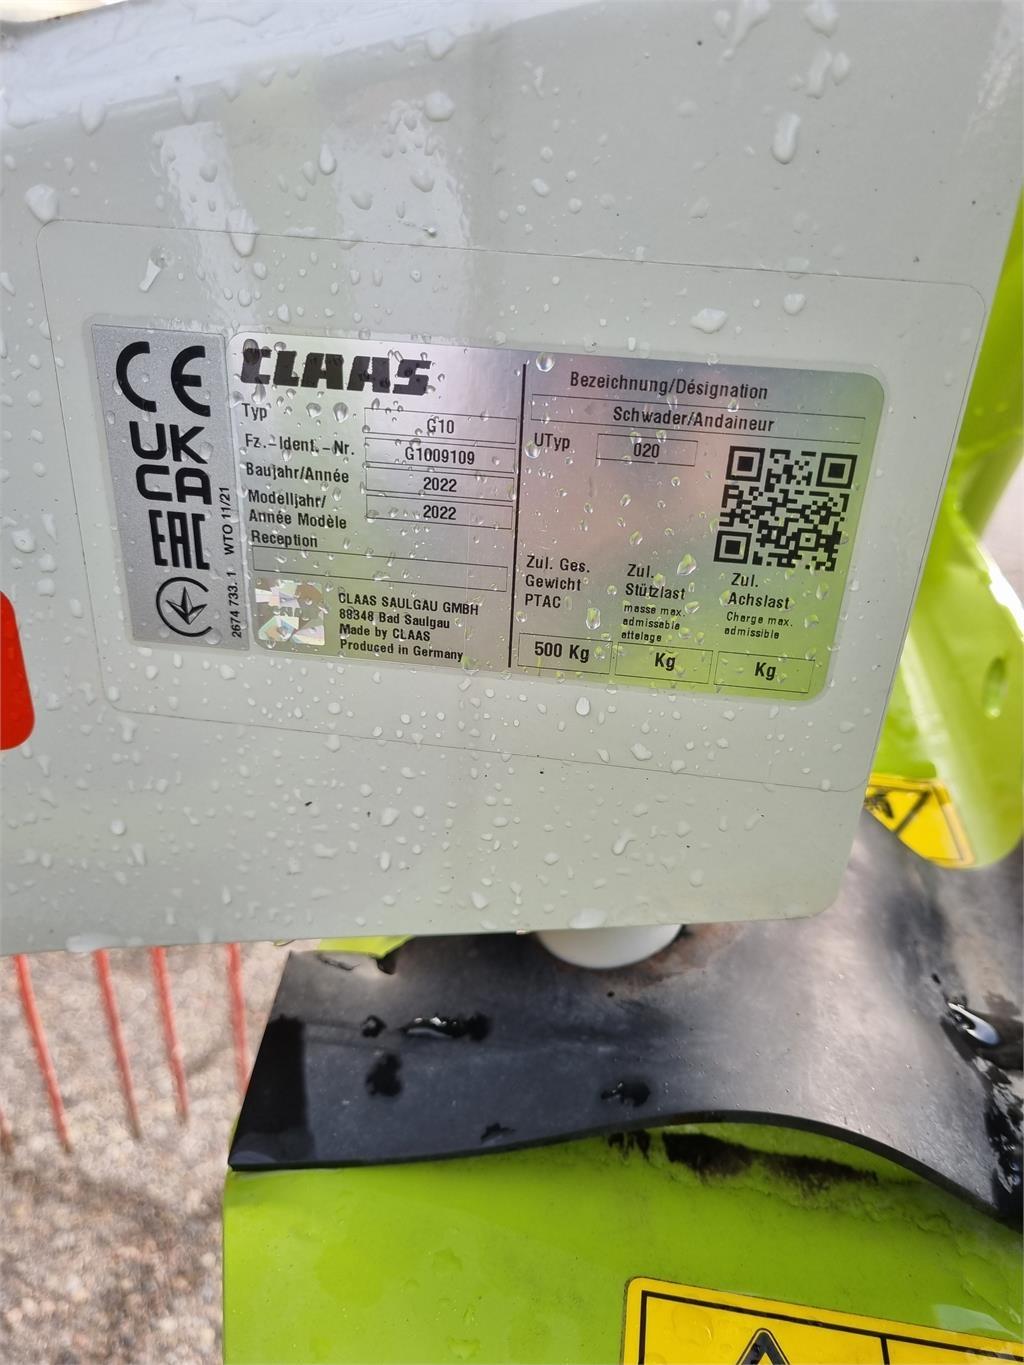 CE
UK
CA
EAC
2674 733. 1 WTO 11/21
CLAAS
Typ G10
Fz.-Ident.-Nr. G1009109
Baujahr/Année 2022
Modelljahr/
Année Modèle 2022
Reception
CLAAS SAULGAU GMBH
88348 Bad Saulgau
Made by CLAAS
Produced in Germany
Bezeichnung/Désignation
Schwader/Andaineur
UTyp 020
Zul. Ges.
Gewicht
PTAC
500 Kg
Zul.
Stützlast
masse max.
admissable
attelage
Kg
Zul.
Achslast
Charge max.
admissible
Kg